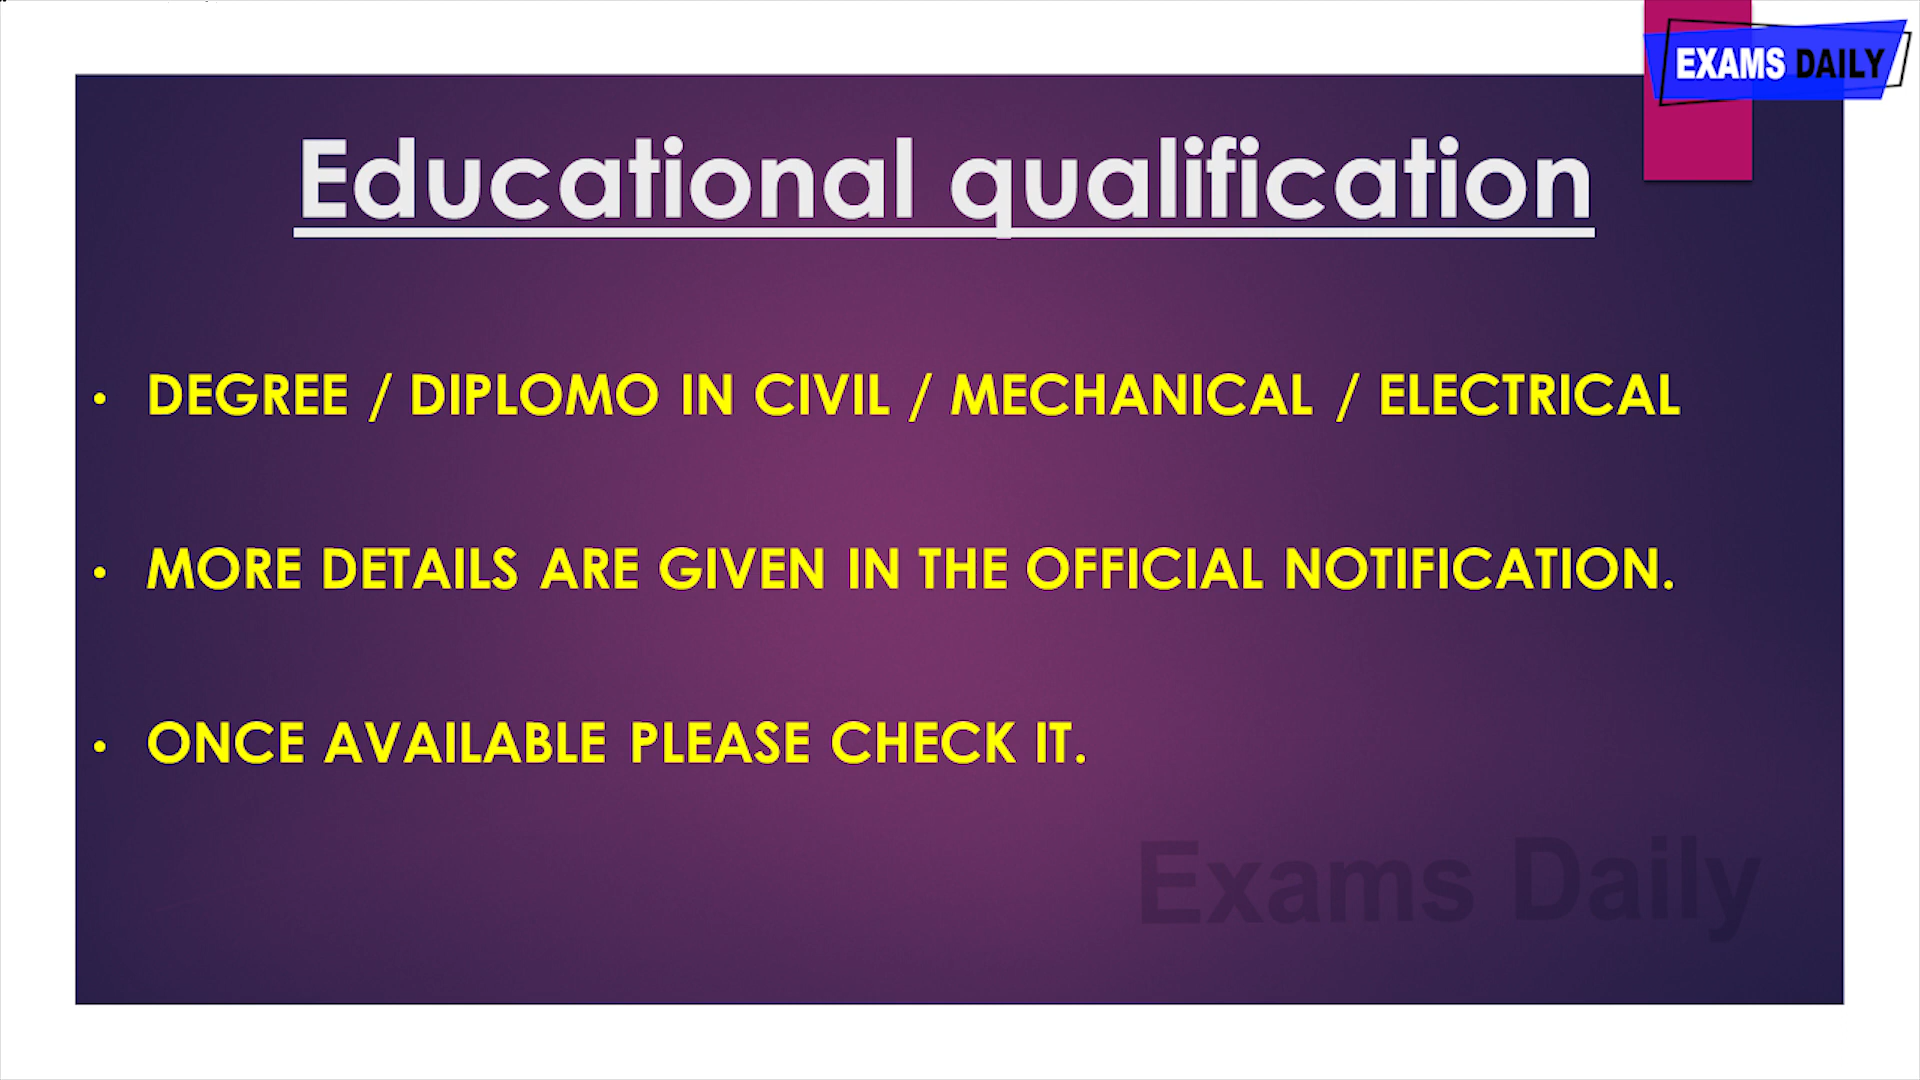 EXAMS DAILY
Educational qualification
• DEGREE / DIPLOMO IN CIVIL / MECHANICAL / ELECTRICAL
• MORE DETAILS ARE GIVEN IN THE OFFICIAL NOTIFICATION.
• ONCE AVAILABLE PLEASE CHECK IT.
Exams Daily